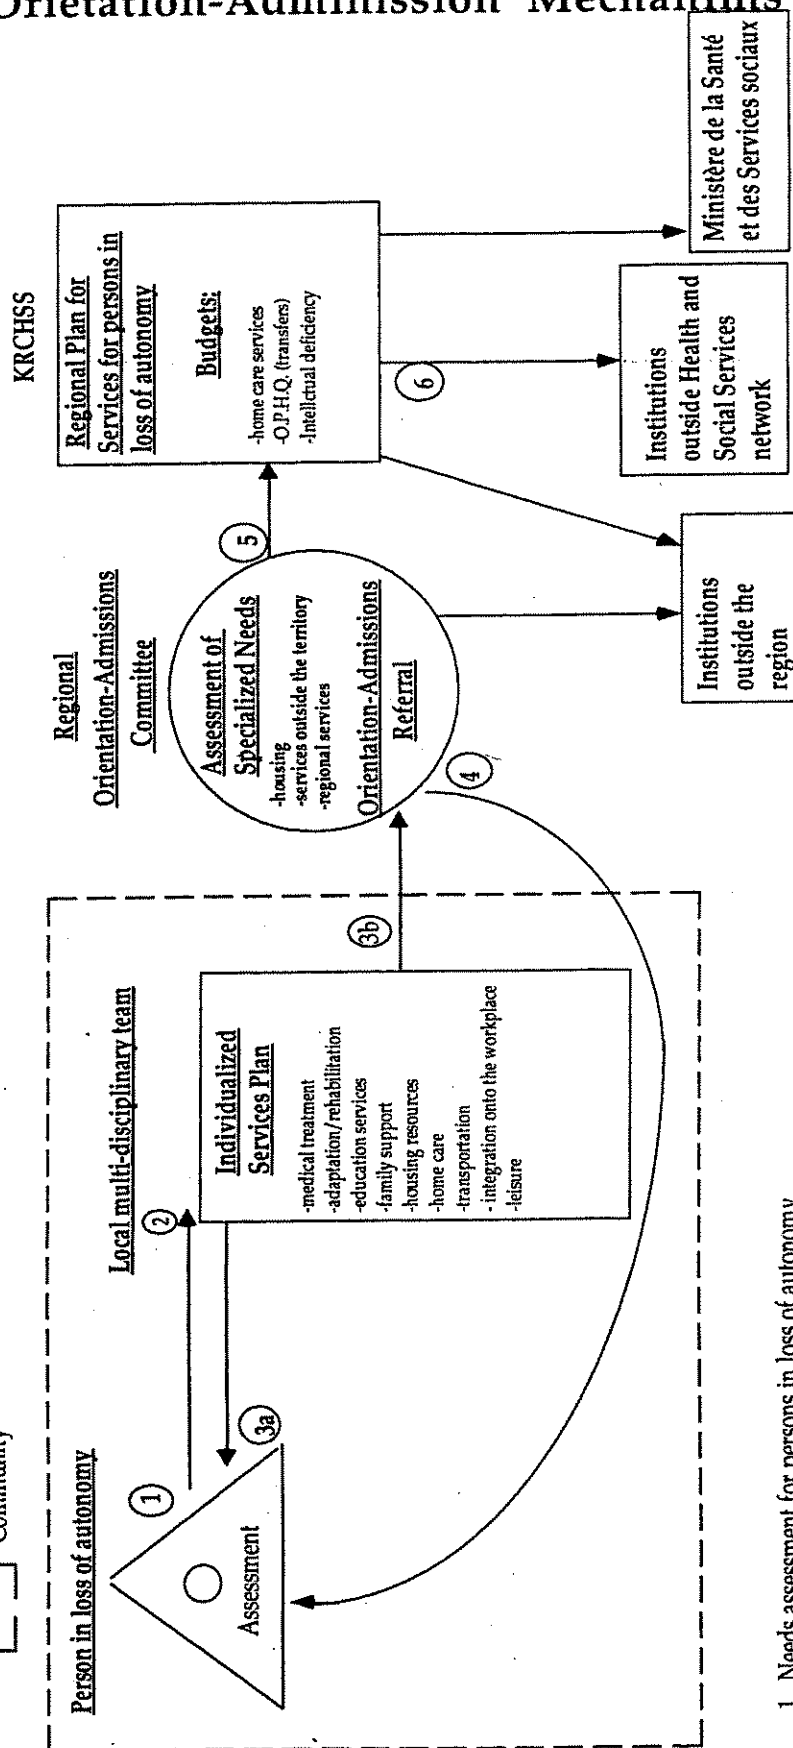 Orietation-Admimission Mechanims
Community
Person in loss of autonomy
1
Assessment
3a
Local multi-disciplinary team
2
Individualized
Services Plan
-medical treatment
-adaptation/rehabilitation
-education services
-family support
-housing resources
-home care
-transportation
- integration onto the workplace
-leisure
3b
Regional
Orientation-Admissions
Committee
Assessment of
Specialized Needs
-housing
-services outside the territory
-regional services
Orientation-Admissions
Referral
4
5
KRCHSS
Regional Plan for
Services for persons in
loss of autonomy
Budgets:
-home care services
-O.P.H.Q. (transfers)
-Intellctual deficiency
6
Institutions
outside the
region
Institutions
outside Health and
Social Services
network
Ministère de la Santé
et des Services sociaux
1. Needs assessment for persons in loss of autonomy